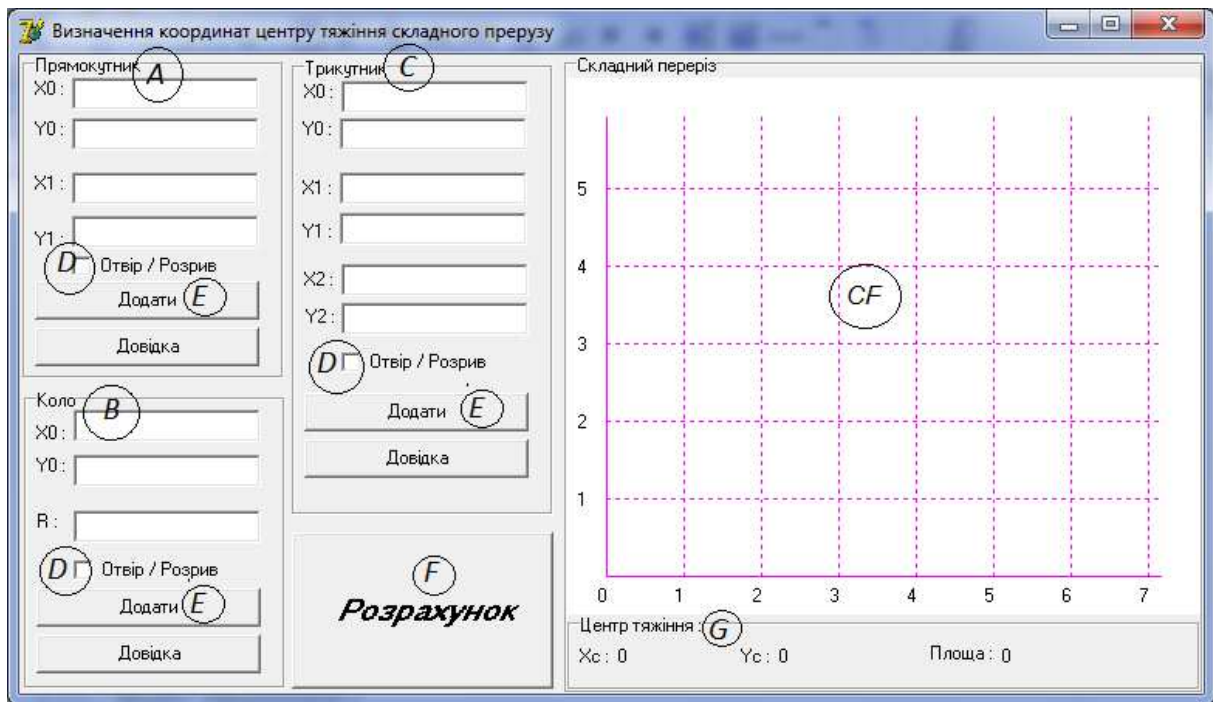 Визначення координат центру тяжіння складного прерузу
Прямокутник A
X0 :
Y0 :
X1 :
Y1 :
D Отвір / Розрив
Додати E
Довідка
Коло B
X0 :
Y0 :
R :
D Отвір / Розрив
Додати E
Довідка
Трикутник C
X0 :
Y0 :
X1 :
Y1 :
X2 :
Y2 :
D Отвір / Розрив
Додати E
Довідка
F
Розрахунок
Складний переріз
5
4
3
2
1
CF
0 1 2 3 4 5 6 7
Центр тяжіння : G
Xc : 0 Yc : 0 Площа : 0